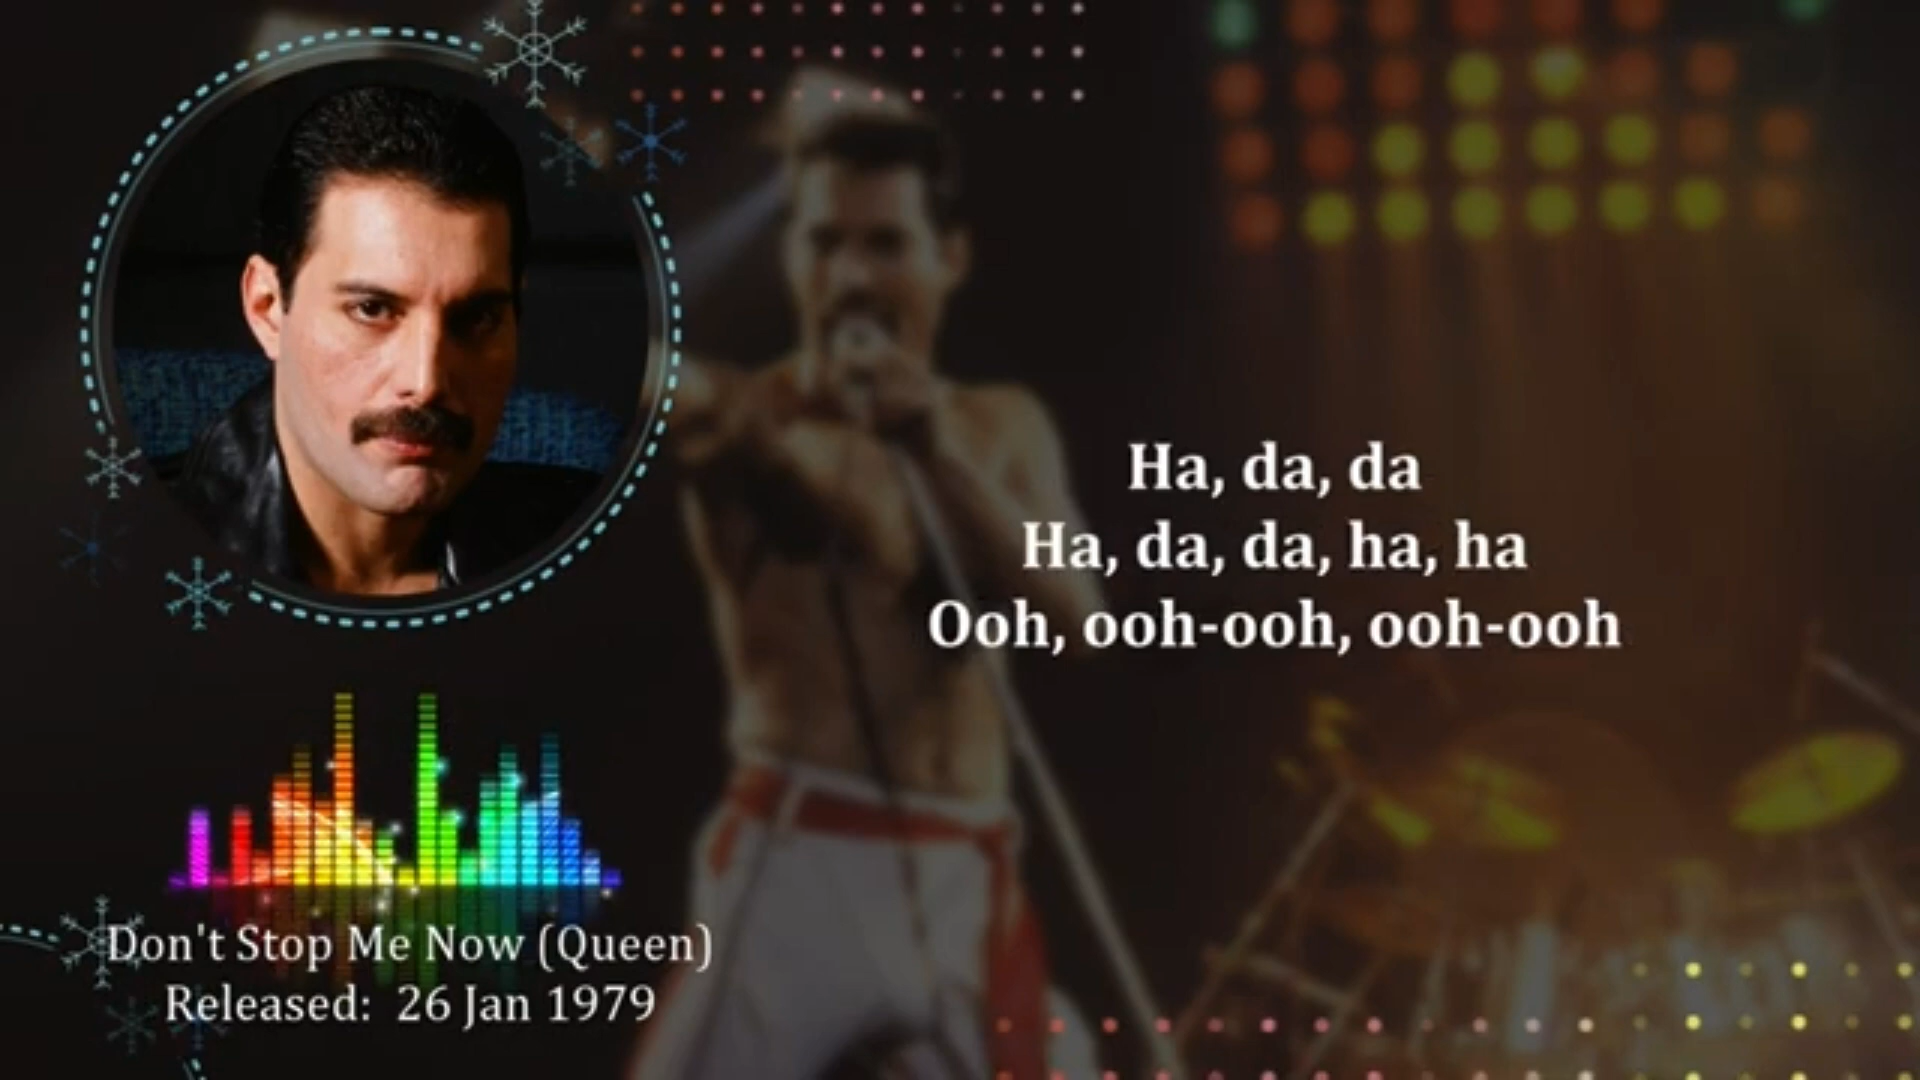 Ha, da, da
Ha, da, da, ha, ha
Ooh, ooh-ooh, ooh-ooh
Don't Stop Me Now (Queen)
Released:  26 Jan 1979